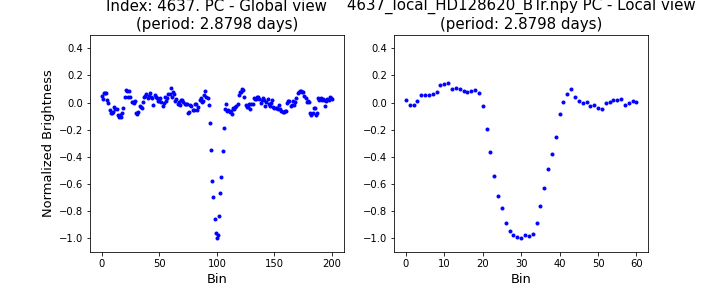 Index: 4637. PC - Global view
(period: 2.8798 days)
4637_local_HD128620_BTr.npy PC - Local view
(period: 2.8798 days)
Normalized Brightness
0.4
0.2
0.0
−0.2
−0.4
−0.6
−0.8
−1.0
0 50 100 150 200
Bin
0.4
0.2
0.0
−0.2
−0.4
−0.6
−0.8
−1.0
0 10 20 30 40 50 60
Bin